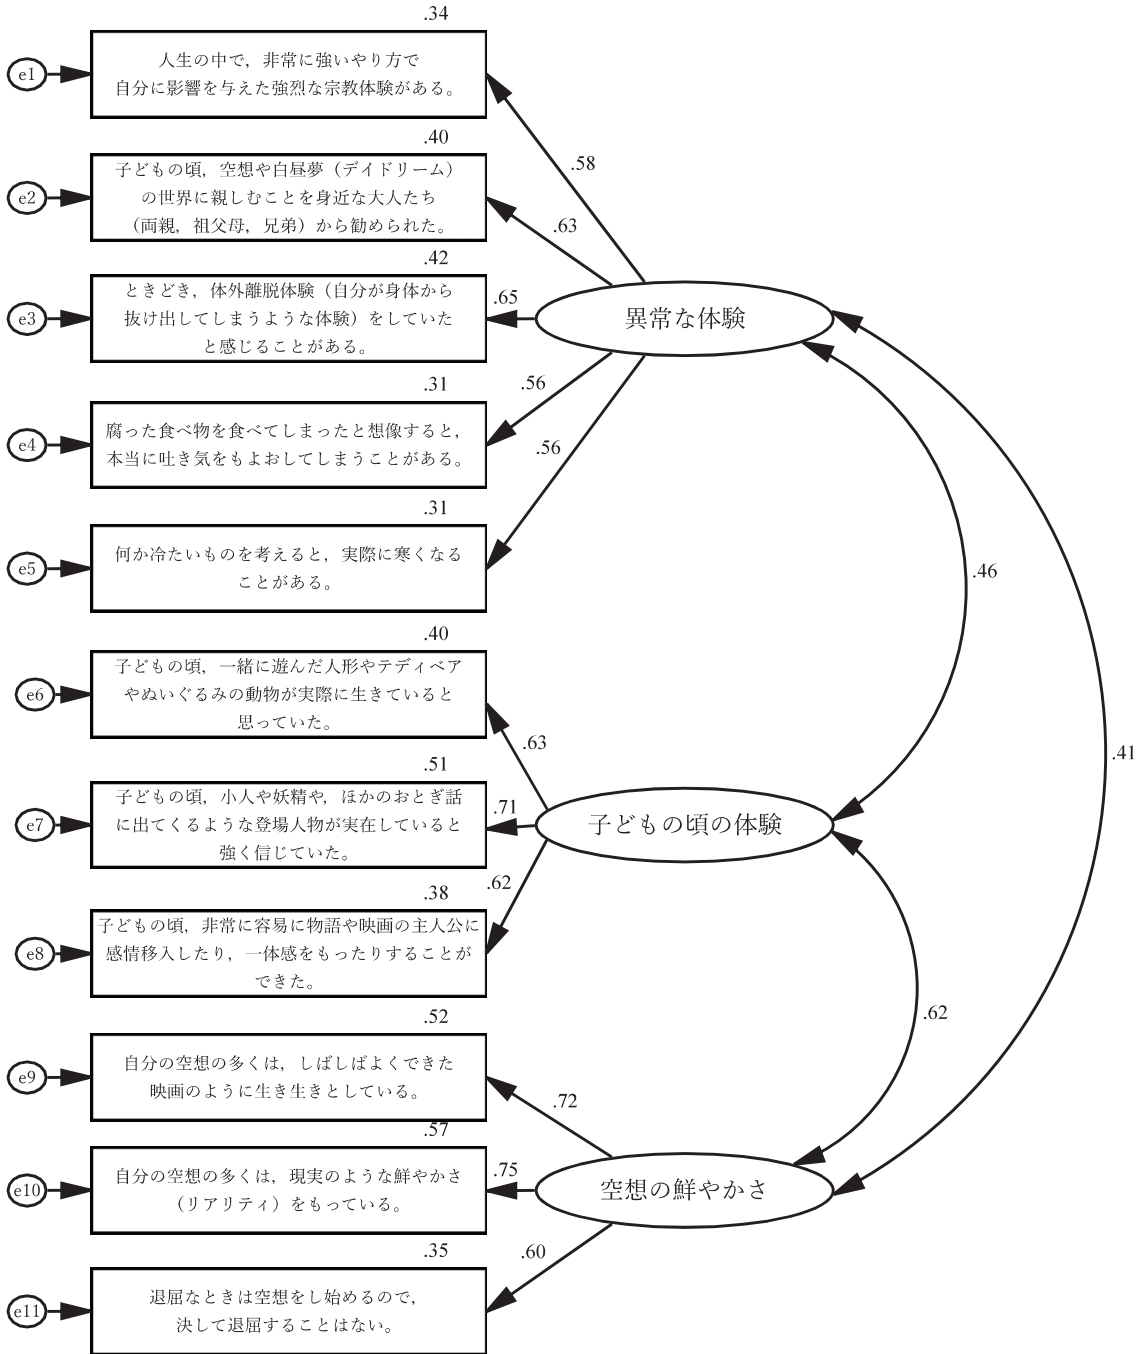 .34
e1
人生の中で，非常に強いやり方で
自分に影響を与えた強烈な宗教体験がある。
.58
.40
e2
子どもの頃，空想や白昼夢（デイドリーム）
の世界に親しむことを身近な大人たち
（両親，祖父母，兄弟）から勧められた。
.63
.42
e3
ときどき，体外離脱体験（自分が身体から
抜け出してしまうような体験）をしていた
と感じることがある。
.65
異常な体験
.31
e4
腐った食べ物を食べてしまったと想像すると，
本当に吐き気をもよおしてしまうことがある。
.56
.56
.31
e5
何か冷たいものを考えると，実際に寒くなる
ことがある。
.46
.40
e6
子どもの頃，一緒に遊んだ人形やテディベア
やぬいぐるみの動物が実際に生きていると
思っていた。
.63
.41
.51
e7
子どもの頃，小人や妖精や，ほかのおとぎ話
に出てくるような登場人物が実在していると
強く信じていた。
.71
子どもの頃の体験
.62
.38
e8
子どもの頃，非常に容易に物語や映画の主人公に
感情移入したり，一体感をもったりすることが
できた。
.62
.52
e9
自分の空想の多くは，しばしばよくできた
映画のように生き生きとしている。
.72
.57
e10
自分の空想の多くは，現実のような鮮やかさ
（リアリティ）をもっている。
.75
空想の鮮やかさ
.60
.35
e11
退屈なときは空想をし始めるので，
決して退屈することはない。